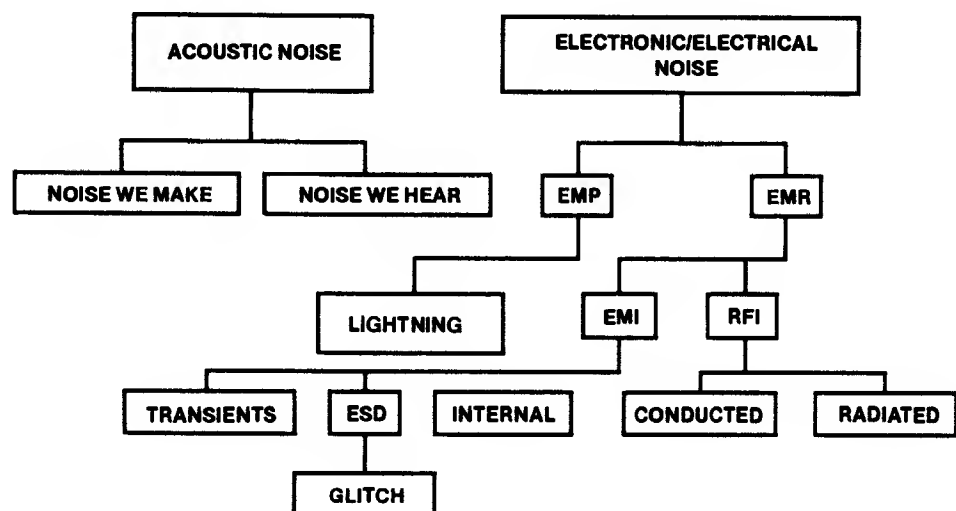 ACOUSTIC NOISE
ELECTRONIC/ELECTRICAL
NOISE
NOISE WE MAKE
NOISE WE HEAR
EMP
EMR
LIGHTNING
EMI
RFI
TRANSIENTS
ESD
INTERNAL
CONDUCTED
RADIATED
GLITCH